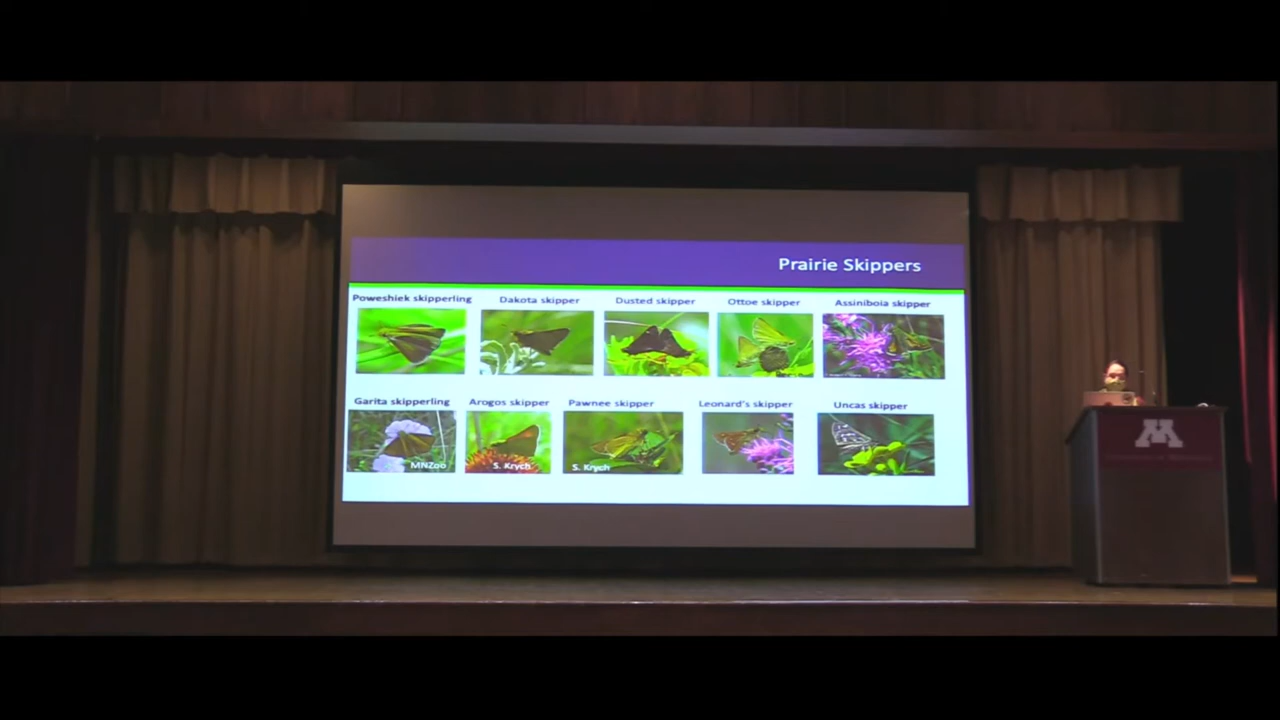 Prairie Skippers
Poweshiek skipperling Dakota skipper Dusted skipper Ottoe skipper Assiniboia skipper
Garita skipperling Arogos skipper Pawnee skipper Leonard's skipper Uncas skipper
MNZoo S. Krych S. Krych
M